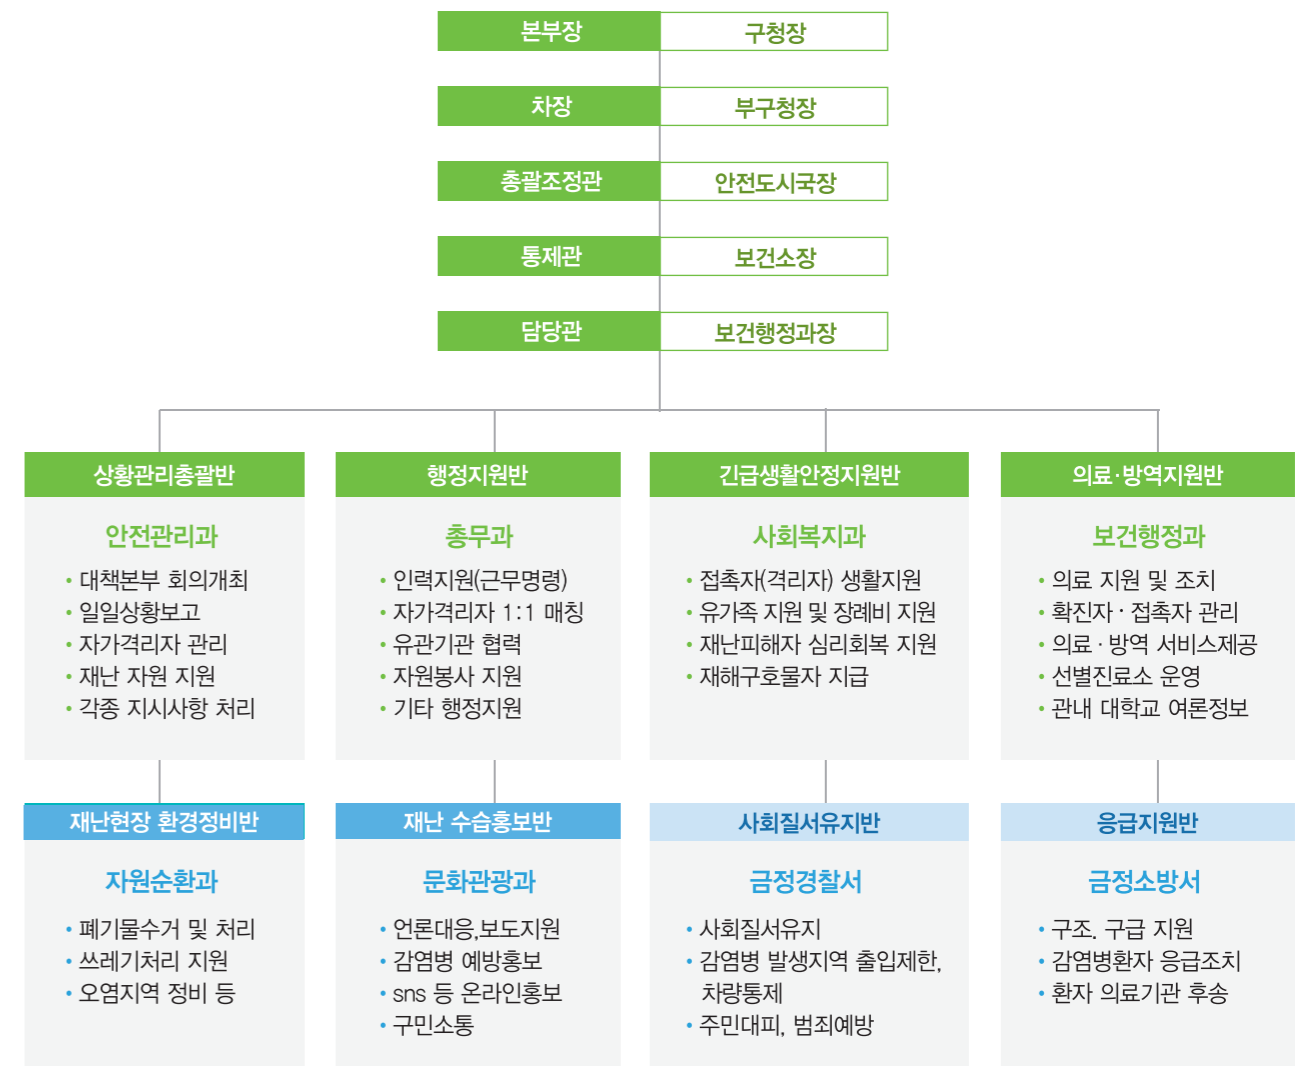 본부장 구청장
차장 부구청장
총괄조정관 안전도시국장
통제관 보건소장
담당관 보건행정과장
상황관리총괄반
안전관리과
• 대책본부 회의개최
• 일일상황보고
• 자가격리자 관리
• 재난 자원 지원
• 각종 지시사항 처리
행정지원반
총무과
• 인력지원(근무명령)
• 자가격리자 1:1 매칭
• 유관기관 협력
• 자원봉사 지원
• 기타 행정지원
긴급생활안정지원반
사회복지과
• 접촉자(격리자) 생활지원
• 유가족 지원 및 장례비 지원
• 재난피해자 심리회복 지원
• 재해구호물자 지급
의료·방역지원반
보건행정과
• 의료 지원 및 조치
• 확진자 · 접촉자 관리
• 의료 · 방역 서비스제공
• 선별진료소 운영
• 관내 대학교 여론정보
재난현장 환경정비반
자원순환과
• 폐기물수거 및 처리
• 쓰레기처리 지원
• 오염지역 정비 등
재난 수습홍보반
문화관광과
• 언론대응,보도지원
• 감염병 예방홍보
• sns 등 온라인홍보
• 구민소통
사회질서유지반
금정경찰서
• 사회질서유지
• 감염병 발생지역 출입제한,
차량통제
• 주민대피, 범죄예방
응급지원반
금정소방서
• 구조. 구급 지원
• 감염병환자 응급조치
• 환자 의료기관 후송